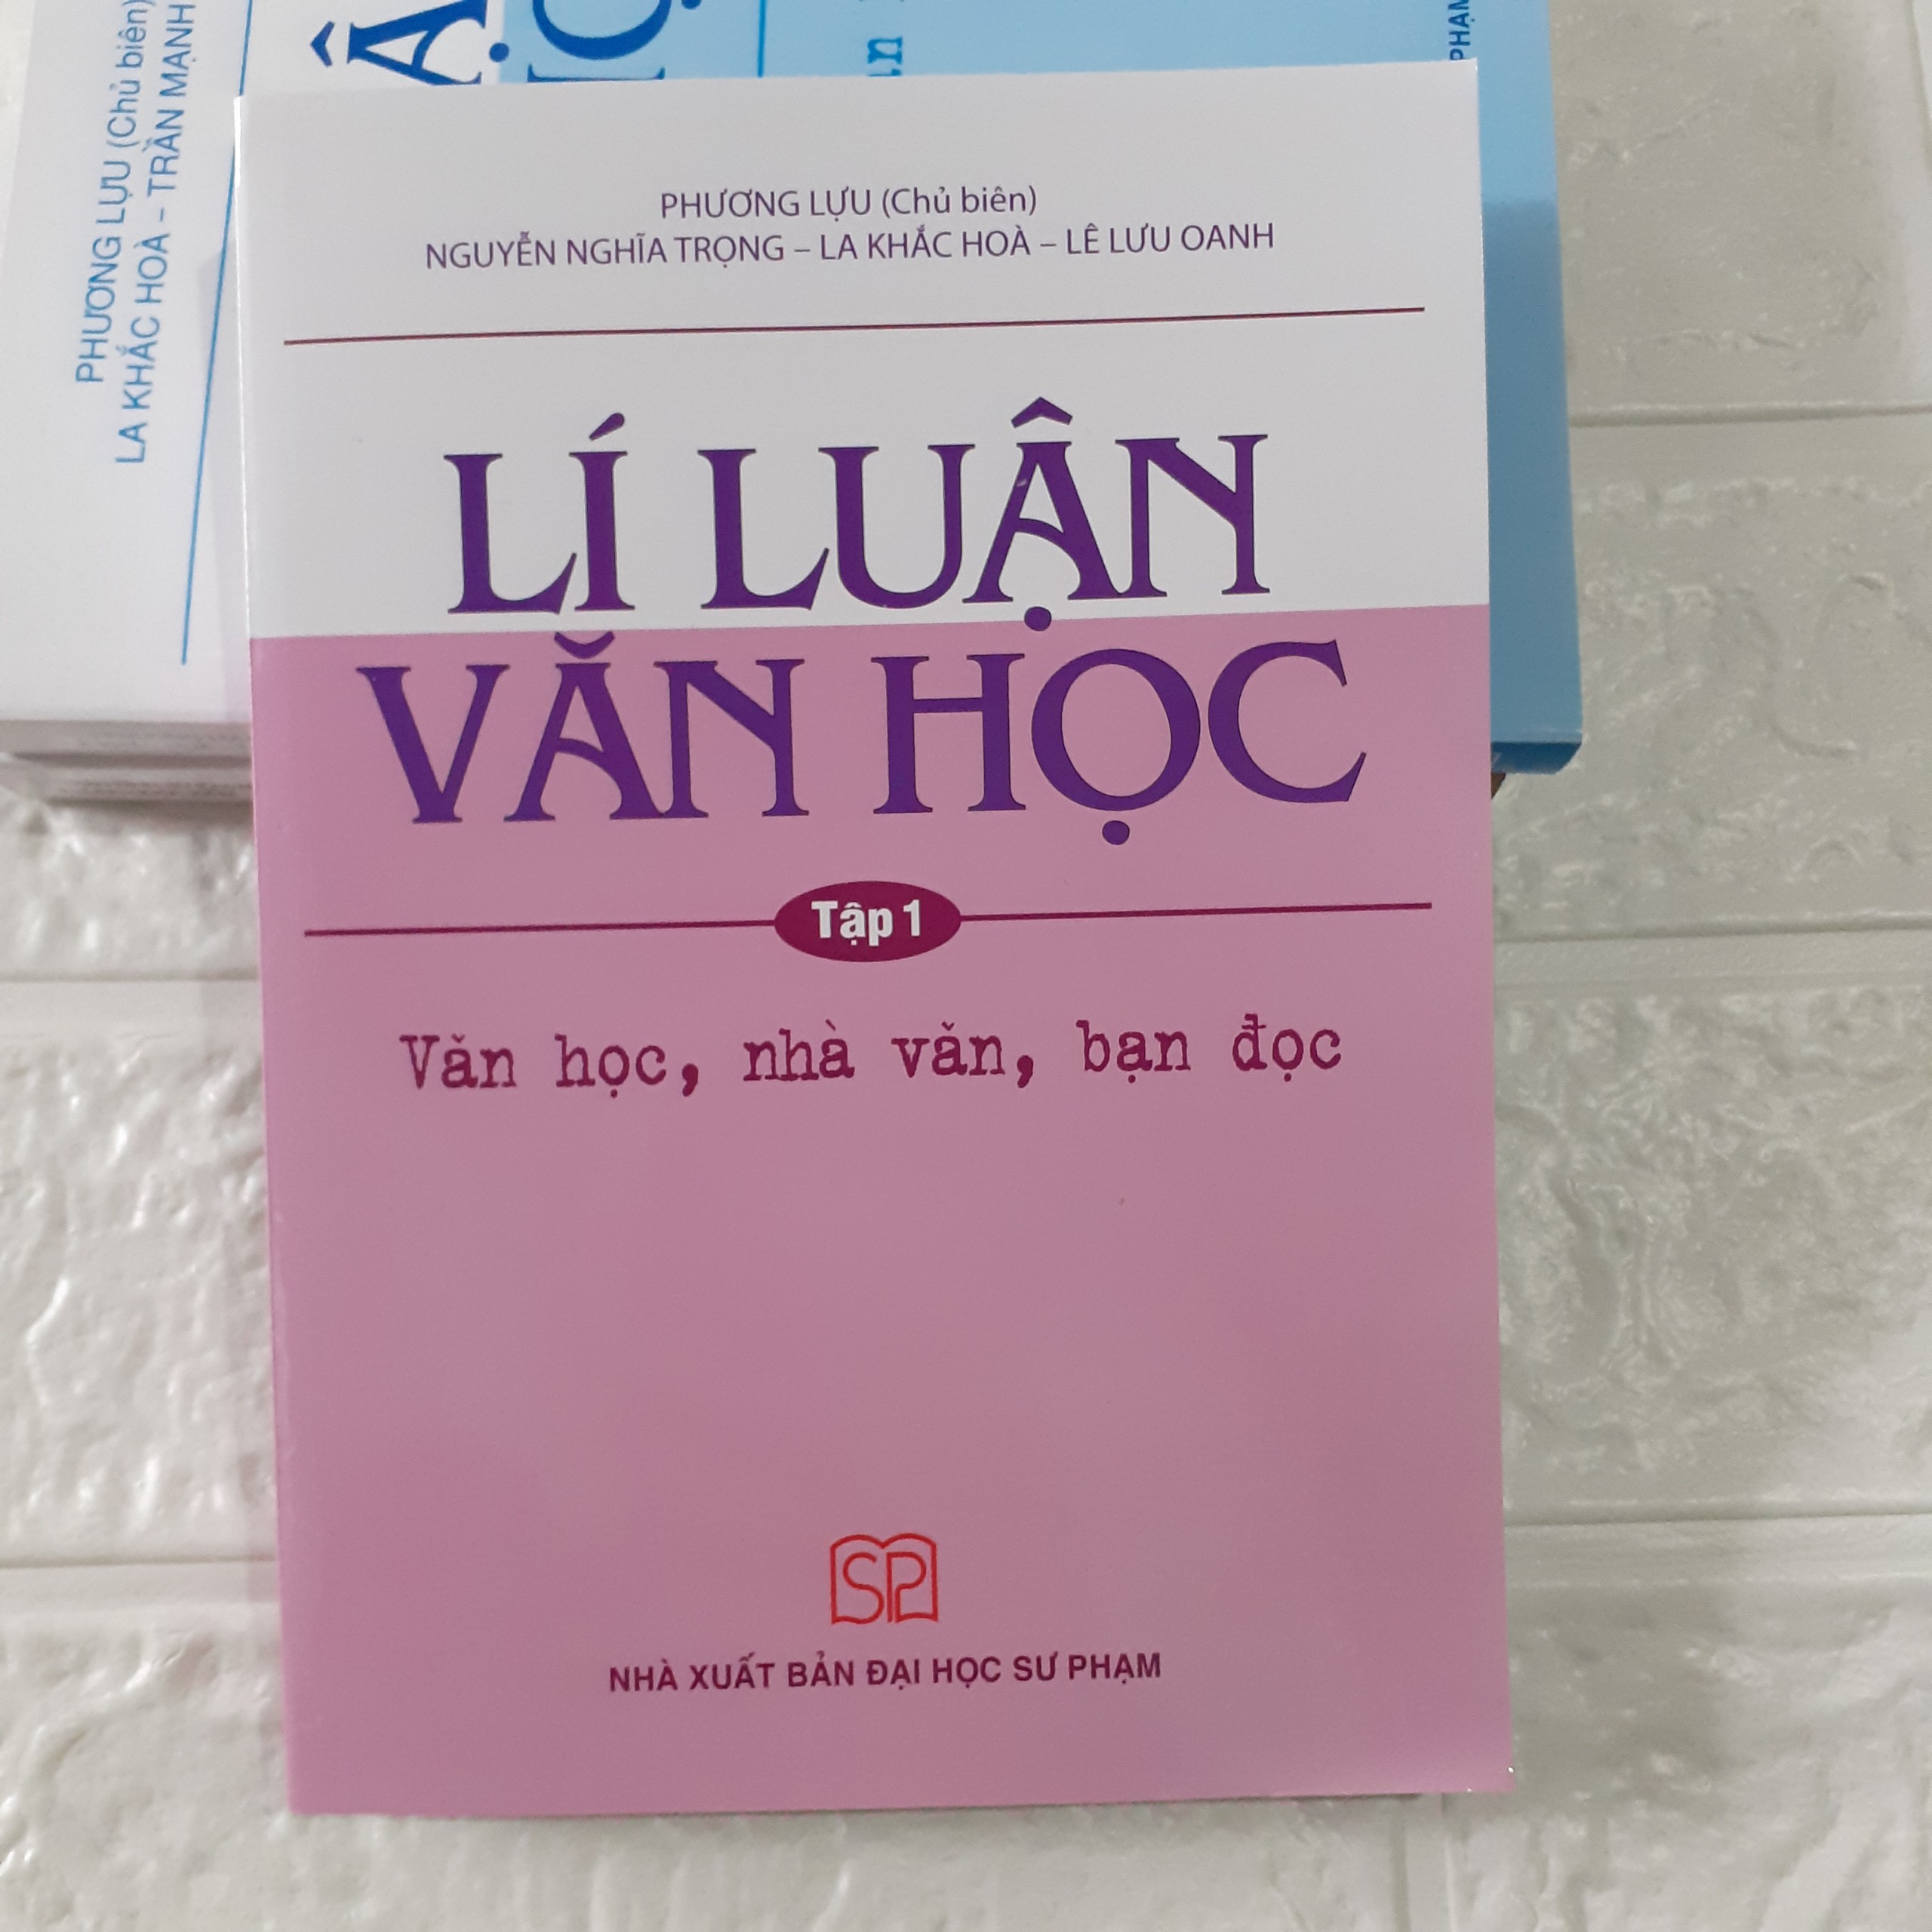 PHƯƠNG LỰU (Chủ biên)
NGUYỄN NGHĨA TRỌNG – LA KHẮC HOÀ – LÊ LƯU OANH
LÍ LUẬN
VĂN HỌC
Tập 1
Văn học, nhà văn, bạn đọc
SP
NHÀ XUẤT BẢN ĐẠI HỌC SƯ PHẠM
PHƯƠNG LỰU (Chủ biên)
LA KHẮC HOÀ – TRẦN MẠNH